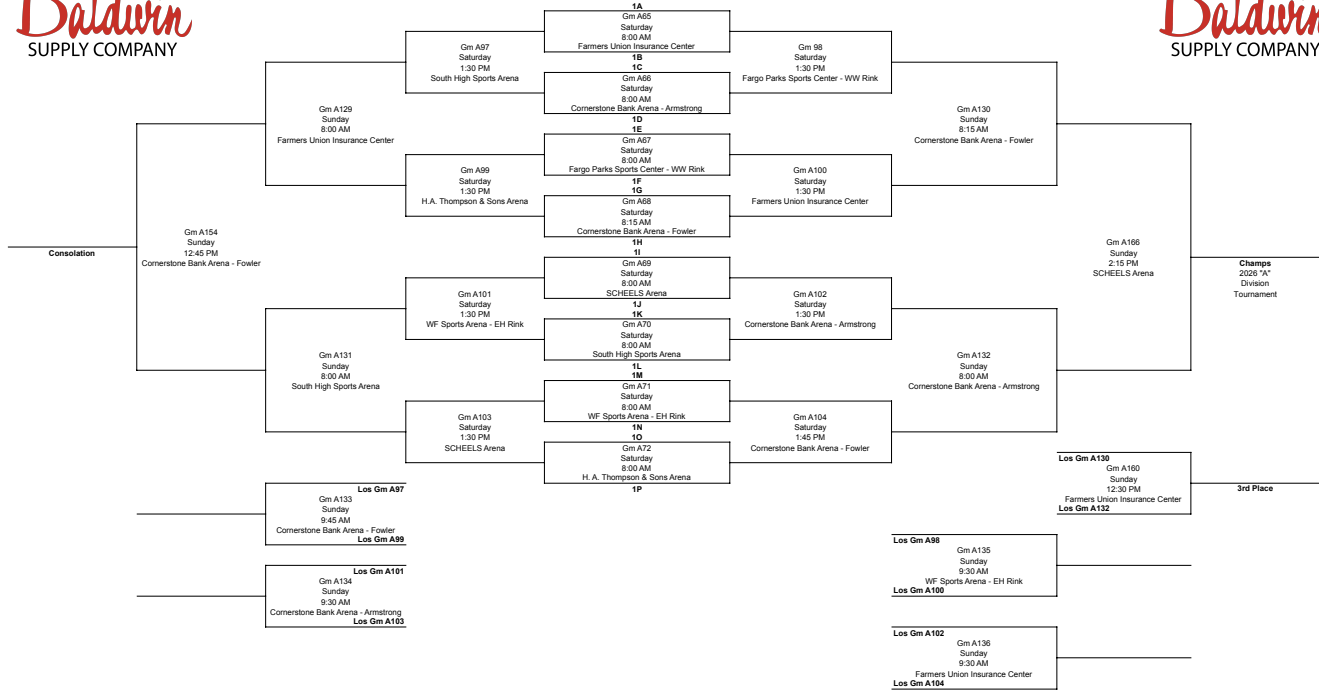 Baldwin
SUPPLY COMPANY
Baldwin
SUPPLY COMPANY
1A
Gm A65
Saturday
8:00 AM
Farmers Union Insurance Center
1B
1C
Gm A66
Saturday
8:00 AM
Cornerstone Bank Arena - Armstrong
1D
1E
Gm A67
Saturday
8:00 AM
Fargo Parks Sports Center - WW Rink
1F
1G
Gm A68
Saturday
8:15 AM
Cornerstone Bank Arena - Fowler
1H
1I
Gm A69
Saturday
8:00 AM
SCHEELS Arena
1J
1K
Gm A70
Saturday
8:00 AM
South High Sports Arena
1L
1M
Gm A71
Saturday
8:00 AM
WF Sports Arena - EH Rink
1N
1O
Gm A72
Saturday
8:00 AM
H. A. Thompson & Sons Arena
1P
Gm A97
Saturday
1:30 PM
South High Sports Arena
Gm A99
Saturday
1:30 PM
H.A. Thompson & Sons Arena
Gm A101
Saturday
1:30 PM
WF Sports Arena - EH Rink
Gm A103
Saturday
1:30 PM
SCHEELS Arena
Gm A129
Sunday
8:00 AM
Farmers Union Insurance Center
Gm A131
Sunday
8:00 AM
South High Sports Arena
Gm A154
Sunday
12:45 PM
Cornerstone Bank Arena - Fowler
Consolation
Los Gm A97
Gm A133
Sunday
9:45 AM
Cornerstone Bank Arena - Fowler
Los Gm A99
Los Gm A101
Gm A134
Sunday
9:30 AM
Cornerstone Bank Arena - Armstrong
Los Gm A103
Gm 98
Saturday
1:30 PM
Fargo Parks Sports Center - WW Rink
Gm A100
Saturday
1:30 PM
Farmers Union Insurance Center
Gm A102
Saturday
1:30 PM
Cornerstone Bank Arena - Armstrong
Gm A104
Saturday
1:45 PM
Cornerstone Bank Arena - Fowler
Gm A130
Sunday
8:15 AM
Cornerstone Bank Arena - Fowler
Gm A132
Sunday
8:00 AM
Cornerstone Bank Arena - Armstrong
Gm A166
Sunday
2:15 PM
SCHEELS Arena
Champs
2026 "A"
Division
Tournament
Los Gm A130
Gm A160
Sunday
12:30 PM
Farmers Union Insurance Center
Los Gm A132
3rd Place
Los Gm A98
Gm A135
Sunday
9:30 AM
WF Sports Arena - EH Rink
Los Gm A100
Los Gm A102
Gm A136
Sunday
9:30 AM
Farmers Union Insurance Center
Los Gm A104